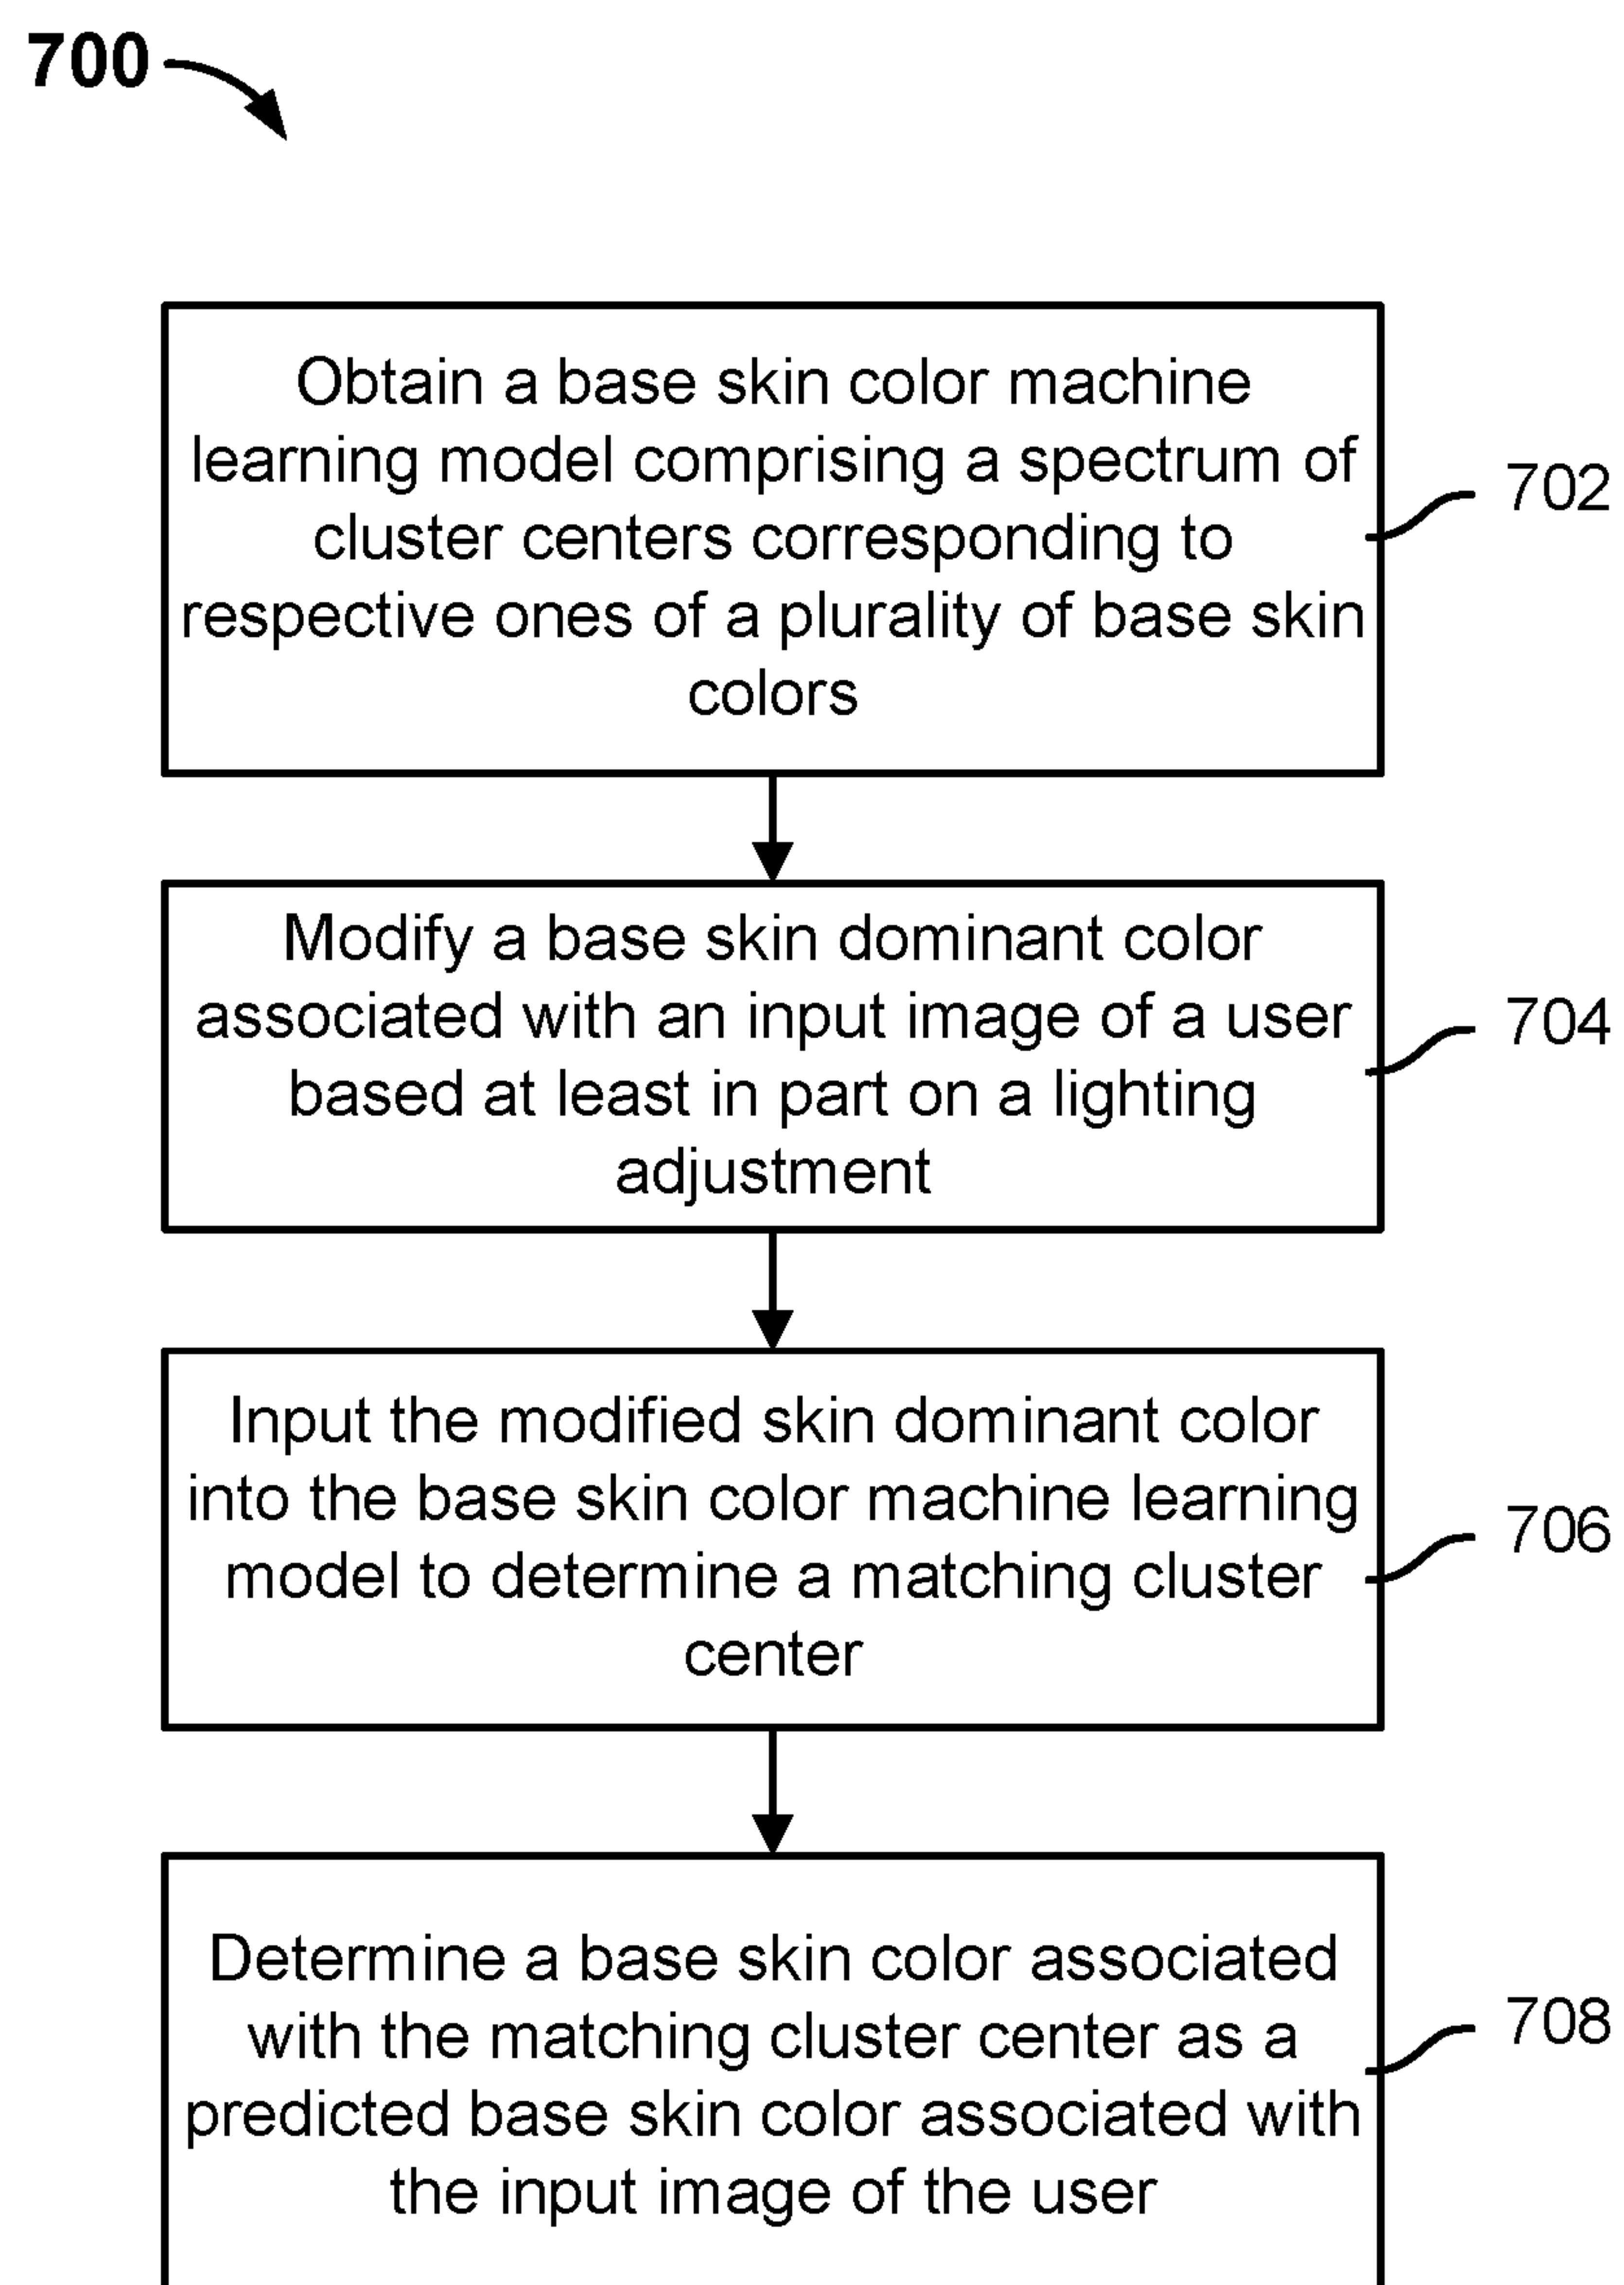 700
Obtain a base skin color machine
learning model comprising a spectrum of
cluster centers corresponding to
respective ones of a plurality of base skin
colors
702
Modify a base skin dominant color
associated with an input image of a user
based at least in part on a lighting
adjustment
704
Input the modified skin dominant color
into the base skin color machine learning
model to determine a matching cluster
center
706
Determine a base skin color associated
with the matching cluster center as a
predicted base skin color associated with
the input image of the user
708